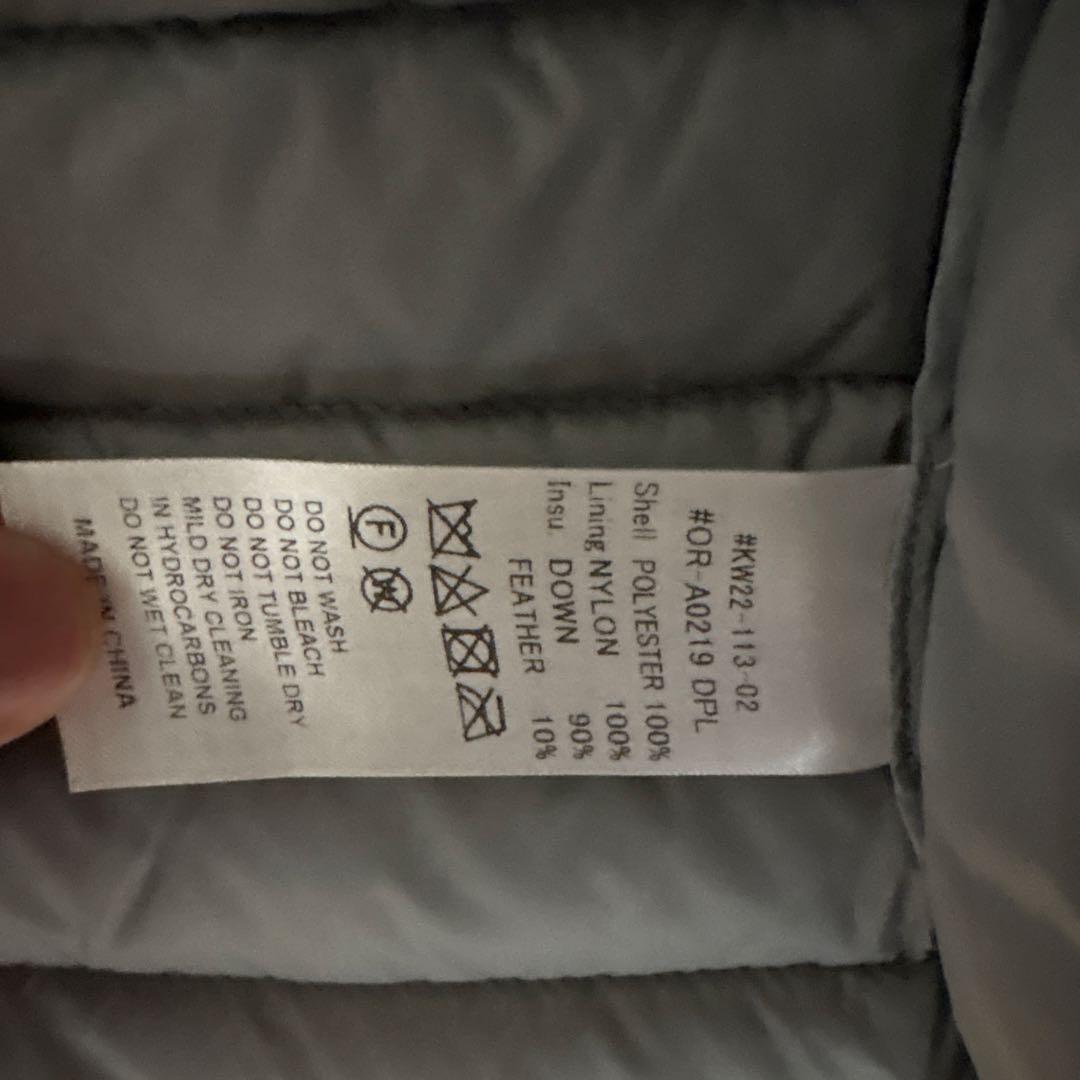 #KW22-113-02
#OR-A0219 DPL
Shell POLYESTER 100%
Lining NYLON 100%
Insu. DOWN 90%
FEATHER 10%
F W
DO NOT WASH
DO NOT BLEACH
DO NOT TUMBLE DRY
DO NOT IRON
MILD DRY CLEANING
IN HYDROCARBONS
DO NOT WET CLEAN
MADE IN CHINA